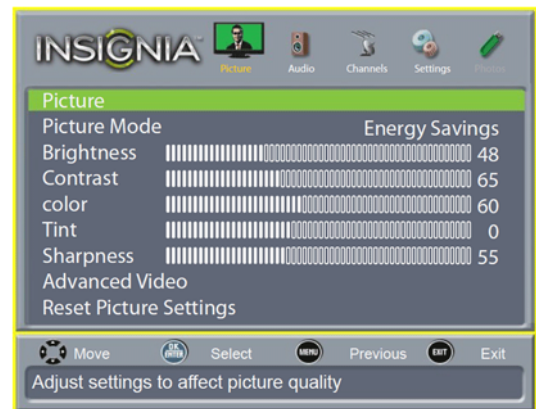 INSIGNIA
Picture Audio Channels Settings Photos
Picture
Picture Mode Energy Savings
Brightness 48
Contrast 65
color 60
Tint 0
Sharpness 55
Advanced Video
Reset Picture Settings
Move OK ENTER Select MENU Previous EXIT Exit
Adjust settings to affect picture quality